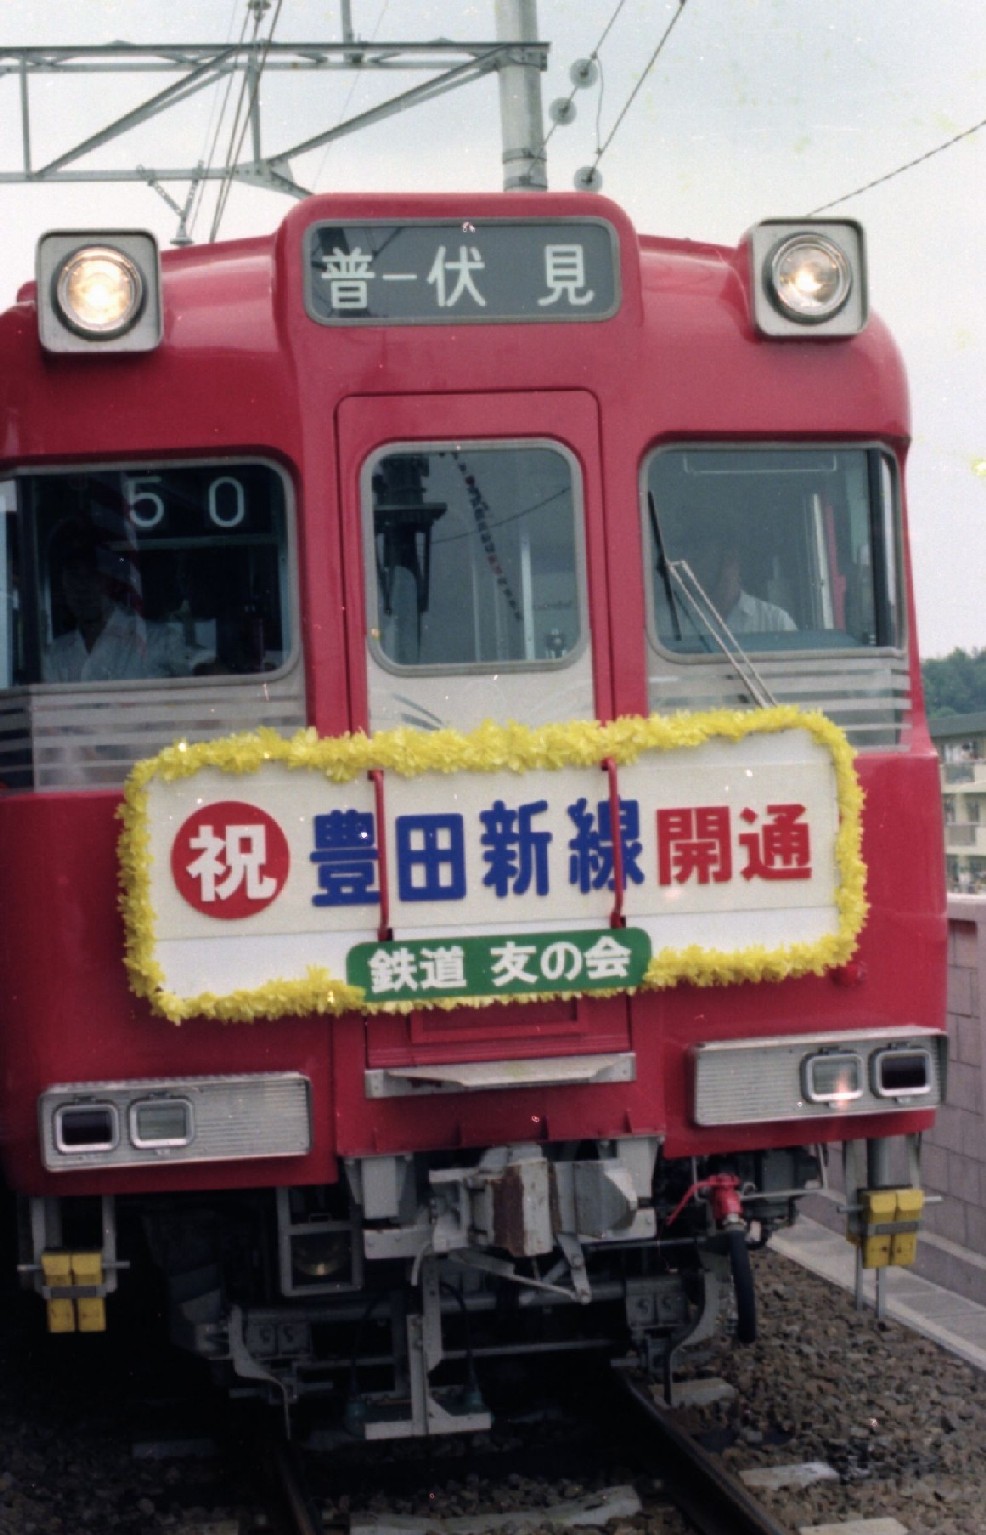 普－伏見
50
祝 豊田新線開通
鉄道 友の会